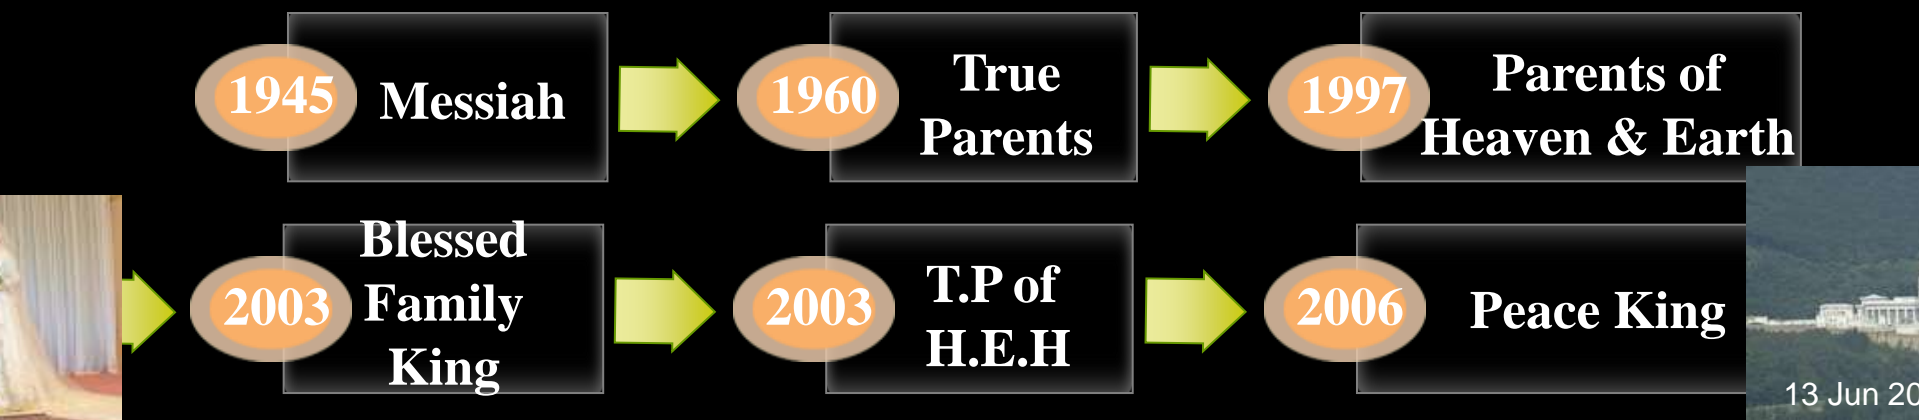 1945
Messiah
1960
True
Parents
1997
Parents of
Heaven & Earth
2003
Blessed
Family
King
2003
T.P of
H.E.H
2006
Peace King
13 Jun 20